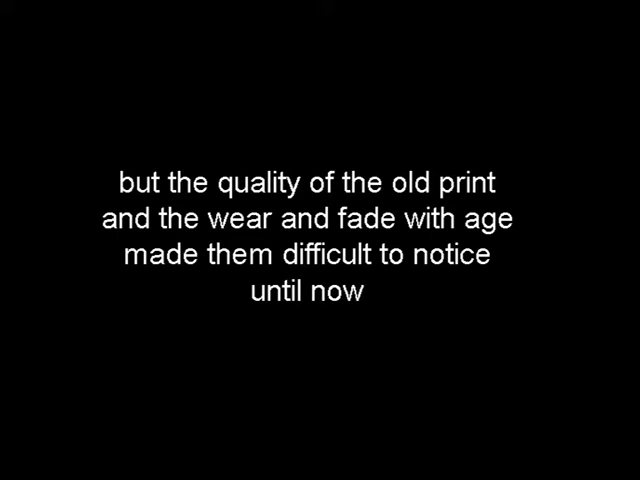 but the quality of the old print
and the wear and fade with age
made them difficult to notice
until now